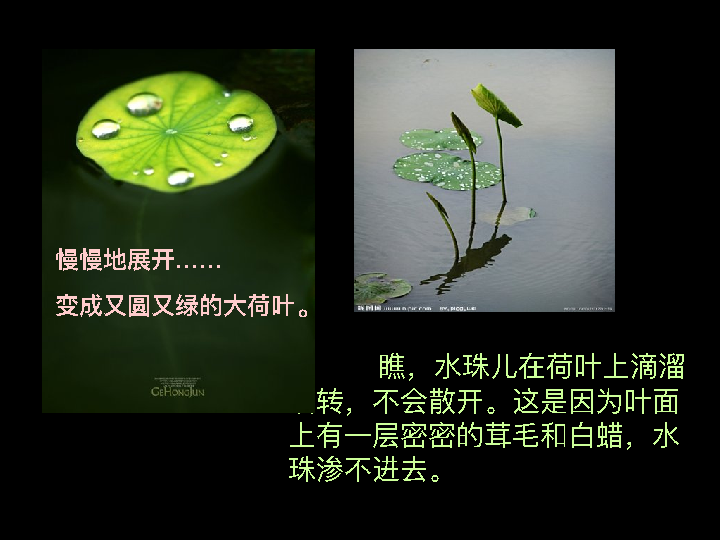 慢慢地展开……
变成又圆又绿的大荷叶。
GEHONGJUN
瞧，水珠儿在荷叶上滴溜
转，不会散开。这是因为叶面
上有一层密密的茸毛和白蜡，水
珠渗不进去。